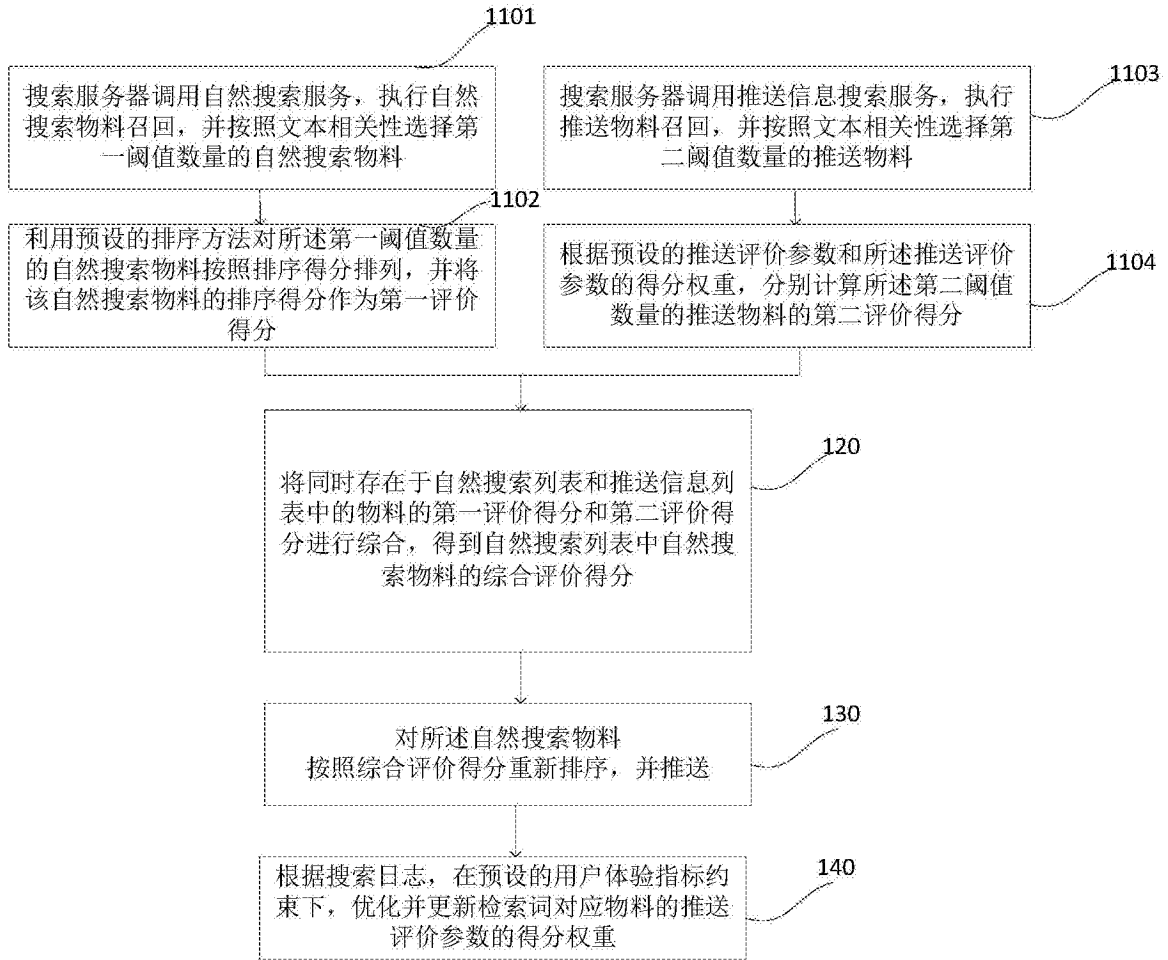 1101
搜索服务器调用自然搜索服务，执行自然
搜索物料召回，并按照文本相关性选择第
一阈值数量的自然搜索物料
1103
搜索服务器调用推送信息搜索服务，执行
推送物料召回，并按照文本相关性选择第
二阈值数量的推送物料
1102
利用预设的排序方法对所述第一阈值数量
的自然搜索物料按照排序得分排列，并将
该自然搜索物料的排序得分作为第一评价
得分
1104
根据预设的推送评价参数和所述推送评价
参数的得分权重，分别计算所述第二阈值
数量的推送物料的第二评价得分
120
将同时存在于自然搜索列表和推送信息列
表中的物料的第一评价得分和第二评价得
分进行综合，得到自然搜索列表中自然搜
索物料的综合评价得分
130
对所述自然搜索物料
按照综合评价得分重新排序，并推送
140
根据搜索日志，在预设的用户体验指标约
束下，优化并更新检索词对应物料的推送
评价参数的得分权重